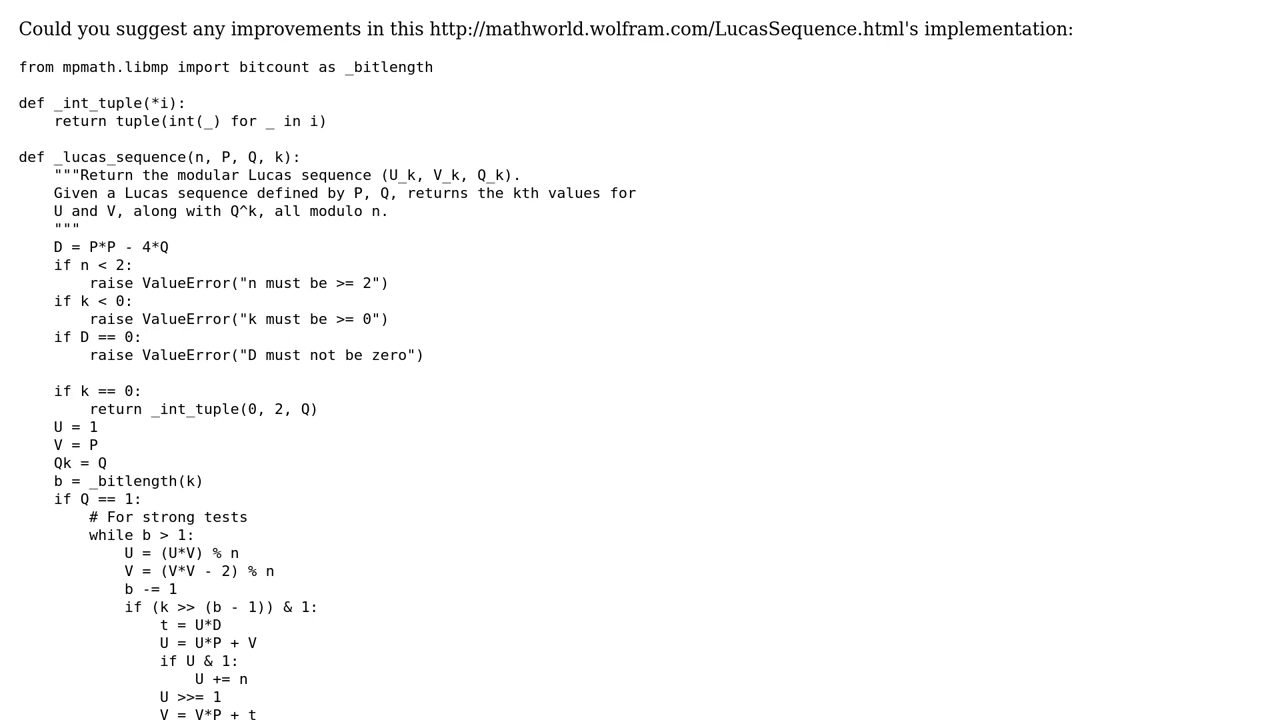 Could you suggest any improvements in this http://mathworld.wolfram.com/LucasSequence.html's implementation:
from mpmath.libmp import bitcount as _bitlength
def _int_tuple(*i):
    return tuple(int(_) for _ in i)
def _lucas_sequence(n, P, Q, k):
    """Return the modular Lucas sequence (U_k, V_k, Q_k).
    Given a Lucas sequence defined by P, Q, returns the kth values for
    U and V, along with Q^k, all modulo n.
    """
    D = P*P - 4*Q
    if n < 2:
        raise ValueError("n must be >= 2")
    if k < 0:
        raise ValueError("k must be >= 0")
    if D == 0:
        raise ValueError("D must not be zero")
    if k == 0:
        return _int_tuple(0, 2, Q)
    U = 1
    V = P
    Qk = Q
    b = _bitlength(k)
    if Q == 1:
        # For strong tests
        while b > 1:
            U = (U*V) % n
            V = (V*V - 2) % n
            b -= 1
            if (k >> (b - 1)) & 1:
                t = U*D
                U = U*P + V
                if U & 1:
                    U += n
                U >>= 1
                V = V*P + t